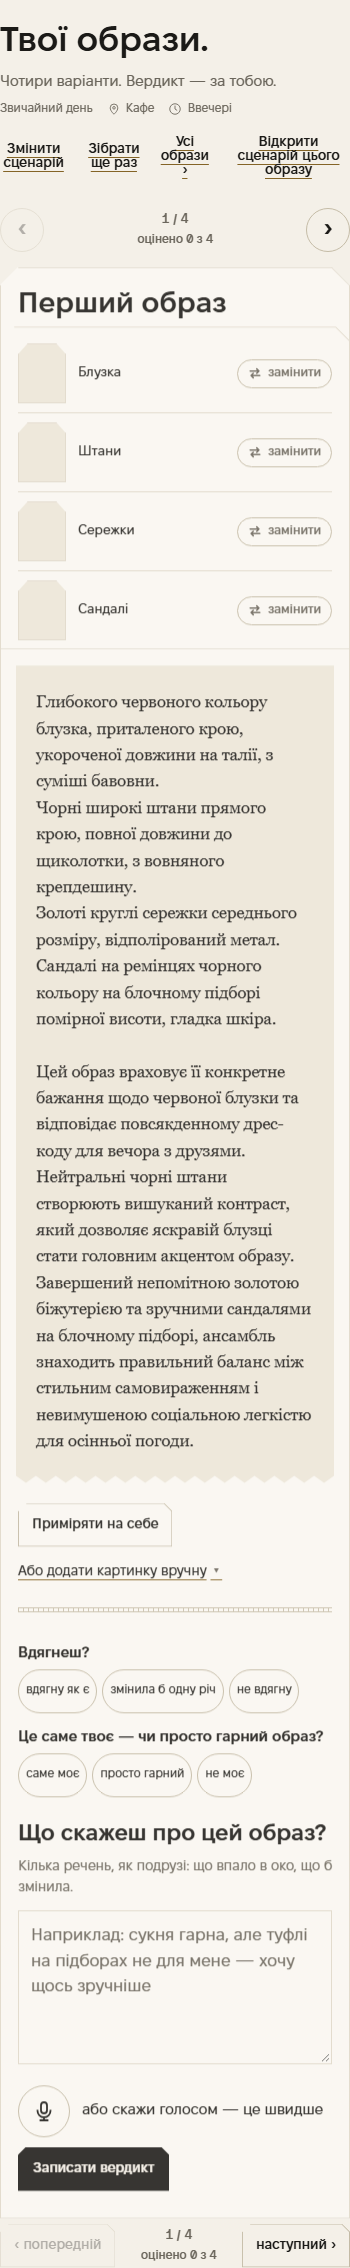 Твої образи.
Чотири варіанти. Вердикт — за тобою.
Звичайний день Кафе Ввечері
Змінити
сценарій
Зібрати
ще раз
Усі
образи
›
Відкрити
сценарій цього
образу
‹
1 / 4
оцінено 0 з 4
›
Перший образ
Блузка
замінити
Штани
замінити
Сережки
замінити
Сандалі
замінити
Глибокого червоного кольору
блузка, приталеного крою,
укороченої довжини на талії, з
суміші бавовни.
Чорні широкі штани прямого
крою, повної довжини до
щиколотки, з вовняного
крепдешину.
Золоті круглі сережки середнього
розміру, відполірований метал.
Сандалі на ремінцях чорного
кольору на блочному підборі
помірної висоти, гладка шкіра.
Цей образ враховує її конкретне
бажання щодо червоної блузки та
відповідає повсякденному дрес-
коду для вечора з друзями.
Нейтральні чорні штани
створюють вишуканий контраст,
який дозволяє яскравій блузці
стати головним акцентом образу.
Завершений непомітною золотою
біжутерією та зручними сандалями
на блочному підборі, ансамбль
знаходить правильний баланс між
стильним самовираженням і
невимушеною соціальною легкістю
для осінньої погоди.
Приміряти на себе
Або додати картинку вручну
Вдягнеш?
вдягну як є
змінила б одну річ
не вдягну
Це саме твоє — чи просто гарний образ?
саме моє
просто гарний
не моє
Що скажеш про цей образ?
Кілька речень, як подрузі: що впало в око, що б
змінила.
Наприклад: сукня гарна, але туфлі
на підборах не для мене — хочу
щось зручніше
або скажи голосом — це швидше
Записати вердикт
‹ попередній
1 / 4
оцінено 0 з 4
наступний ›